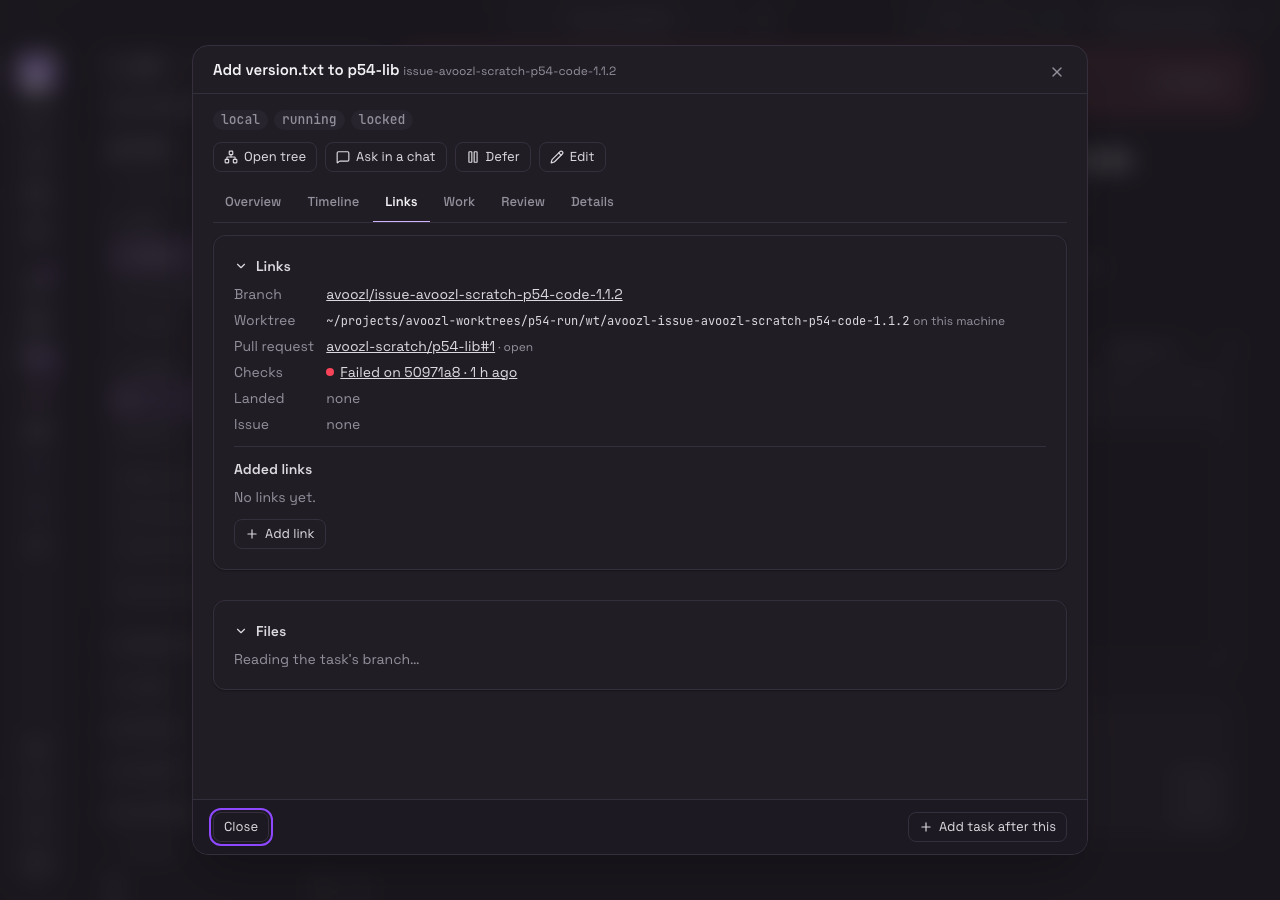 Add version.txt to p54-lib issue-avoozl-scratch-p54-code-1.1.2
local running locked
Open tree Ask in a chat Defer Edit
Overview Timeline Links Work Review Details
Links
Branch avoozl/issue-avoozl-scratch-p54-code-1.1.2
Worktree ~/projects/avoozl-worktrees/p54-run/wt/avoozl-issue-avoozl-scratch-p54-code-1.1.2 on this machine
Pull request avoozl-scratch/p54-lib#1 · open
Checks Failed on 50971a8 · 1 h ago
Landed none
Issue none
Added links
No links yet.
Add link
Files
Reading the task's branch…
Close Add task after this